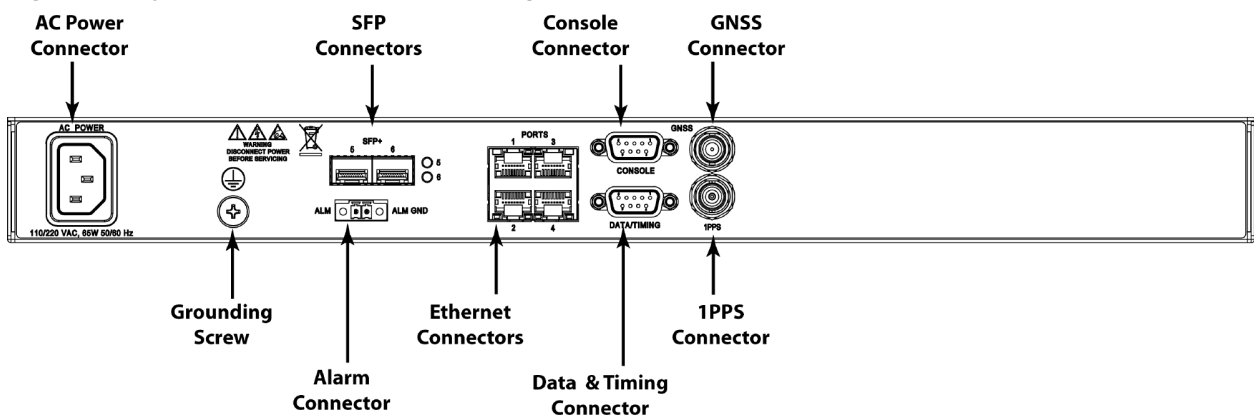 AC Power
Connector
SFP
Connectors
Console
Connector
GNSS
Connector
AC POWER
WARNING
DISCONNECT POWER
BEFORE SERVICING
SFP+
5 6
5
6
PORTS
1 3
GNSS
CONSOLE
ALM
ALM GND
110/220 VAC, 65W 50/60 Hz
2 4
DATA/TIMING
1PPS
Grounding
Screw
Alarm
Connector
Ethernet
Connectors
Data & Timing
Connector
1PPS
Connector